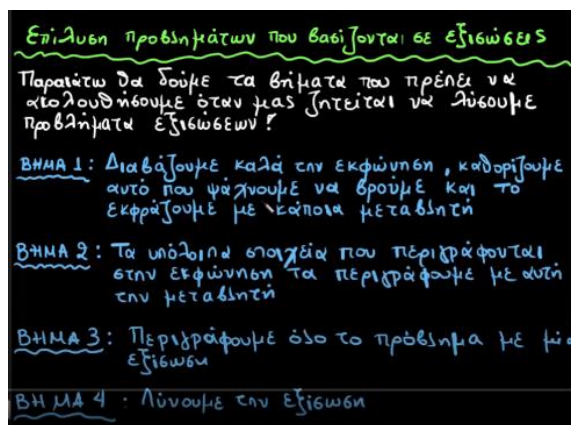 Επίλυση προβλημάτων που βασίζονται σε εξισώσεις
Παρακάτω θα δούμε τα βήματα που πρέπει να
ακολουθήσουμε όταν μας ζητείται να λύσουμε
προβλήματα εξισώσεων!
ΒΗΜΑ 1: Διαβάζουμε καλά την εκφώνηση, καθορίζουμε
αυτό που ψάχνουμε να βρούμε και το
εκφράζουμε με κάποια μεταβλητή
ΒΗΜΑ 2: Τα υπόλοιπα στοιχεία που περιγράφονται
στην εκφώνηση τα περιγράφουμε με αυτή
την μεταβλητή
ΒΗΜΑ 3: Περιγράφουμε όλο το πρόβλημα με μία
εξίσωση
ΒΗΜΑ 4: Λύνουμε την εξίσωση